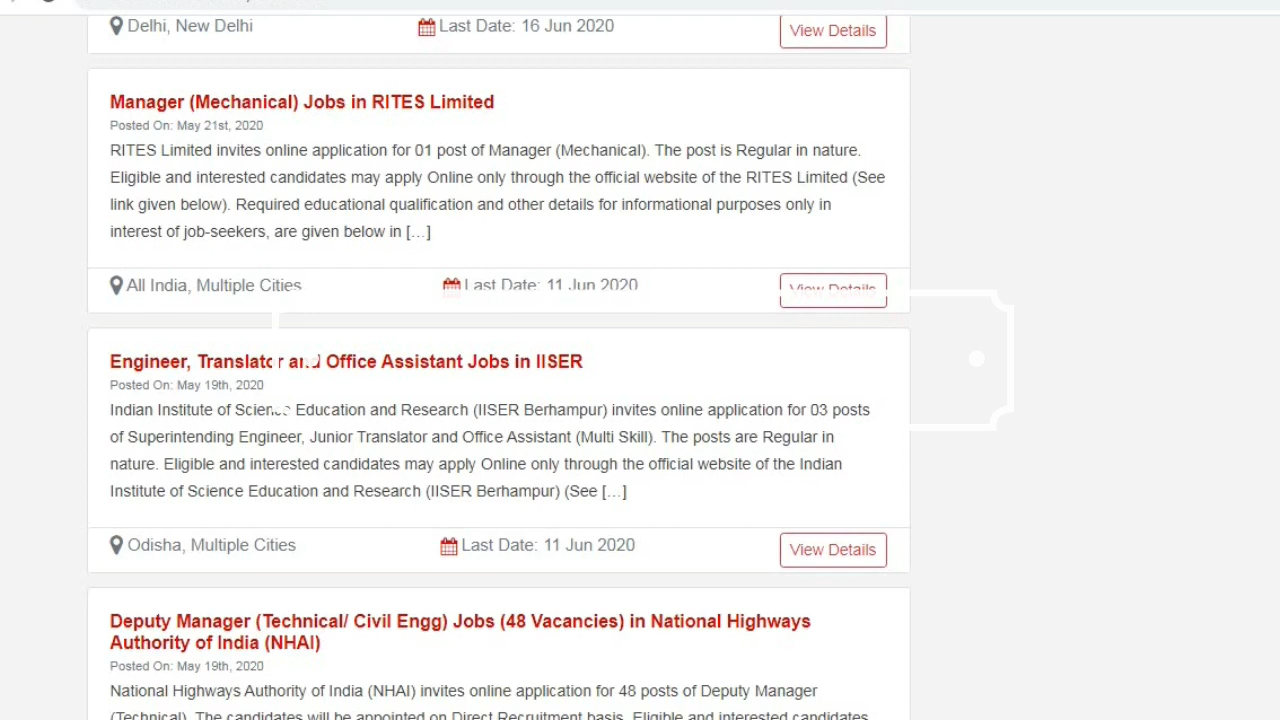 Delhi, New Delhi Last Date: 16 Jun 2020 View Details
Manager (Mechanical) Jobs in RITES Limited
Posted On: May 21st, 2020
RITES Limited invites online application for 01 post of Manager (Mechanical). The post is Regular in nature.
Eligible and interested candidates may apply Online only through the official website of the RITES Limited (See
link given below). Required educational qualification and other details for informational purposes only in
interest of job-seekers, are given below in […]
All India, Multiple Cities Last Date: 11 Jun 2020 View Details
Engineer, Translator and Office Assistant Jobs in IISER
Posted On: May 19th, 2020
Indian Institute of Science Education and Research (IISER Berhampur) invites online application for 03 posts
of Superintending Engineer, Junior Translator and Office Assistant (Multi Skill). The posts are Regular in
nature. Eligible and interested candidates may apply Online only through the official website of the Indian
Institute of Science Education and Research (IISER Berhampur) (See […]
Odisha, Multiple Cities Last Date: 11 Jun 2020 View Details
Deputy Manager (Technical/ Civil Engg) Jobs (48 Vacancies) in National Highways
Authority of India (NHAI)
Posted On: May 19th, 2020
National Highways Authority of India (NHAI) invites online application for 48 posts of Deputy Manager
(Technical). The candidates will be appointed on Direct Recruitment basis. Eligible and interested candidates